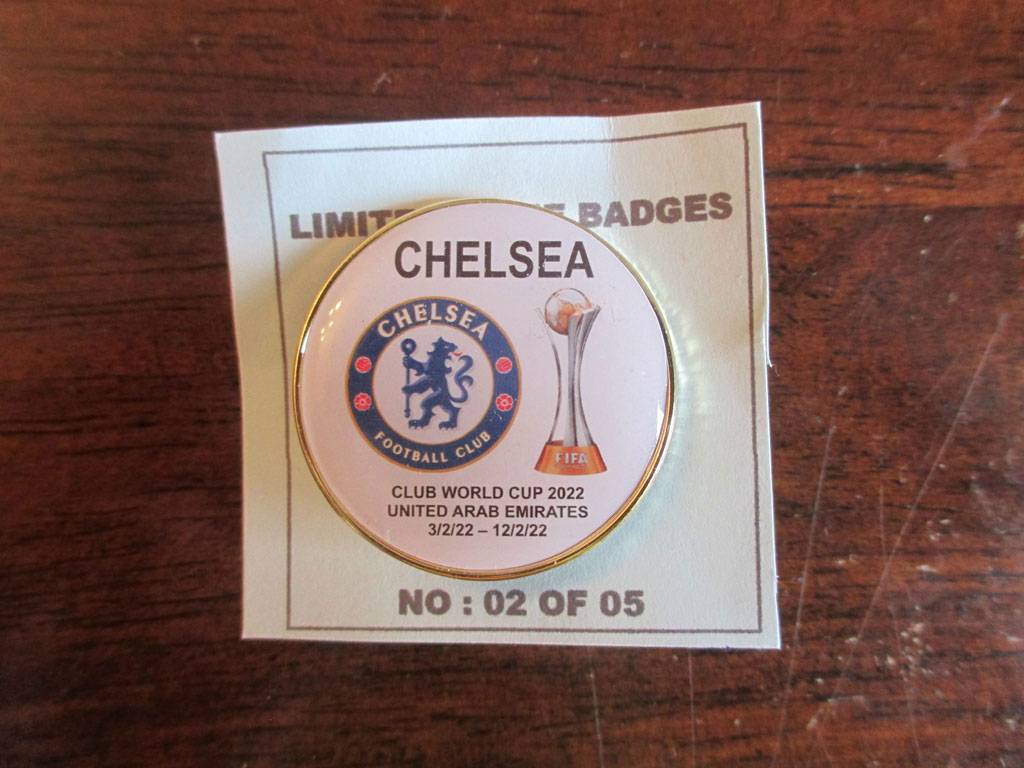 LIMIT E BADGES
CHELSEA
CHELSEA
FOOTBALL CLUB
FIFA
CLUB WORLD CUP 2022
UNITED ARAB EMIRATES
3/2/22 – 12/2/22
NO : 02 OF 05